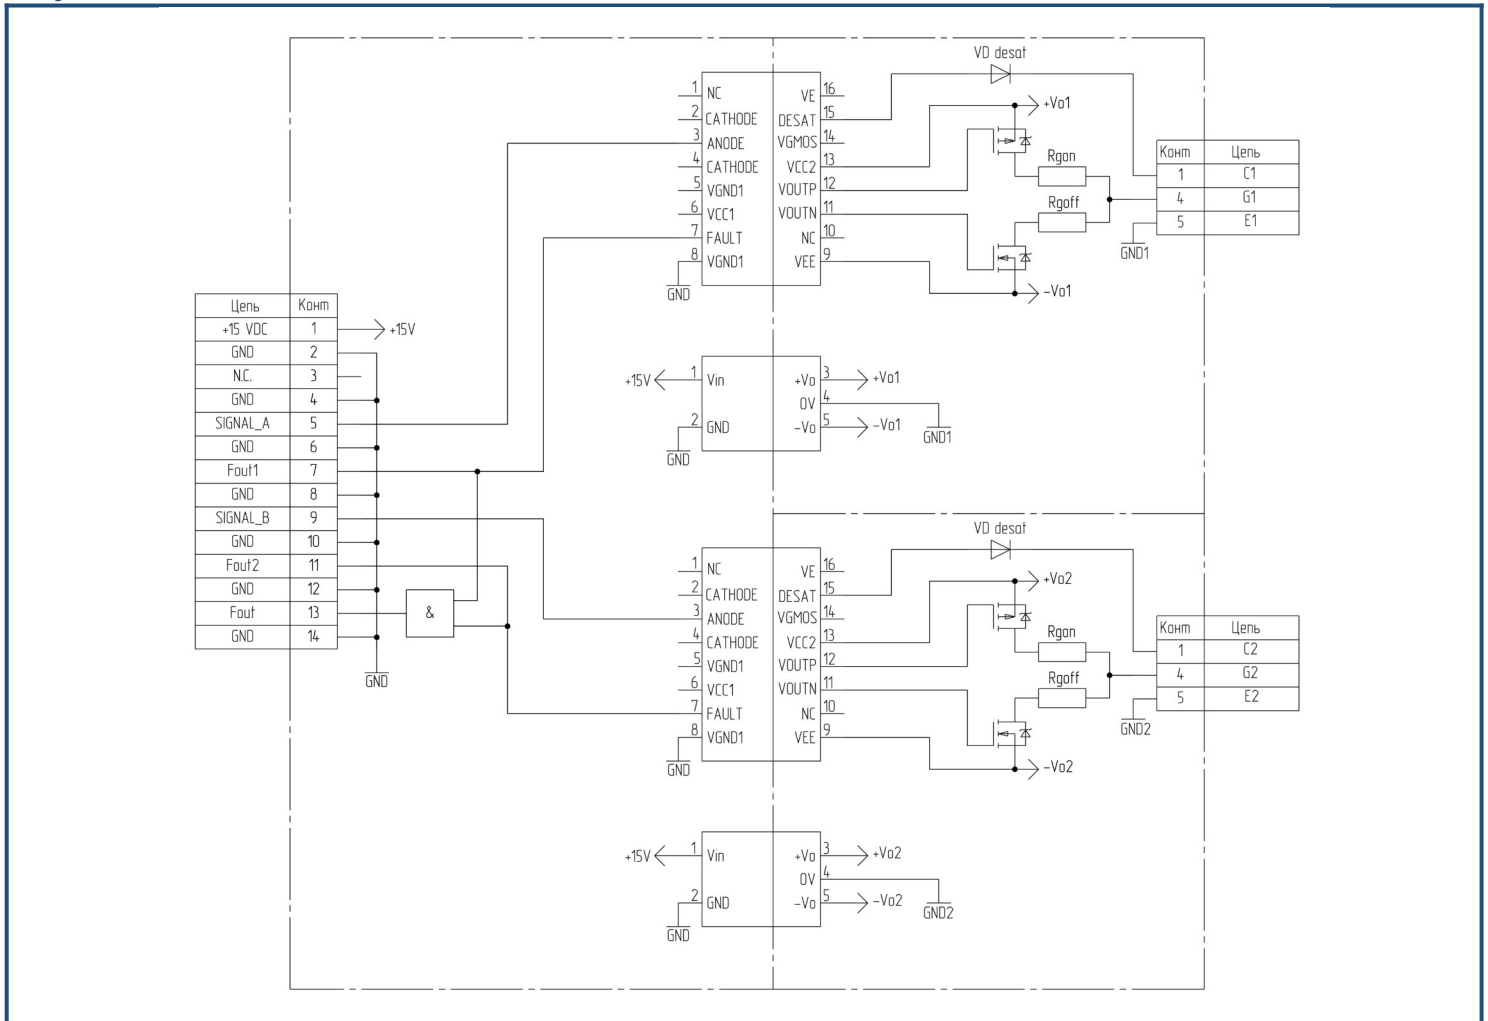 VD desat
1 NC
2 CATHODE
3 ANODE
4 CATHODE
5 VGND1
6 VCC1
7 FAULT
8 VGND1
GND
VE 16
DESAT 15
VGMOS 14
VCC2 13
VOUTP 12
VOUTN 11
NC 10
VEE 9
+Vo1
Rgon
Rgoff
-Vo1
Конт Цепь
1 C1
4 G1
5 E1
GND1
Цепь Конт
+15 VDC 1
GND 2
N.C. 3
GND 4
SIGNAL_A 5
GND 6
Fout1 7
GND 8
SIGNAL_B 9
GND 10
Fout2 11
GND 12
Fout 13
GND 14
+15V
GND
&
+15V 1 Vin
2 GND
GND
+Vo 3 +Vo1
0V 4
-Vo 5 -Vo1
GND1
VD desat
1 NC
2 CATHODE
3 ANODE
4 CATHODE
5 VGND1
6 VCC1
7 FAULT
8 VGND1
GND
VE 16
DESAT 15
VGMOS 14
VCC2 13
VOUTP 12
VOUTN 11
NC 10
VEE 9
+Vo2
Rgon
Rgoff
-Vo2
Конт Цепь
1 C2
4 G2
5 E2
GND2
+15V 1 Vin
2 GND
GND
+Vo 3 +Vo2
0V 4
-Vo 5 -Vo2
GND2